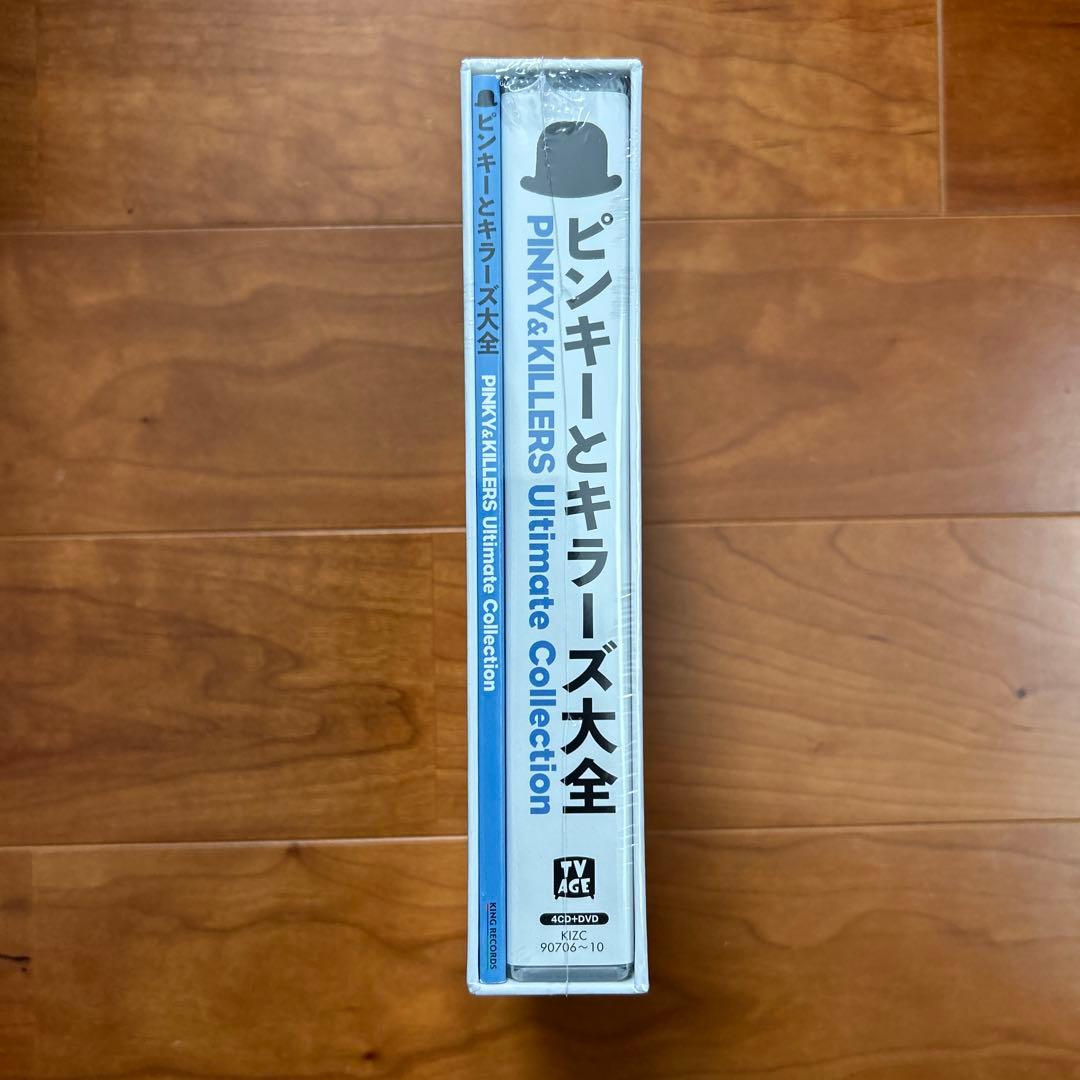 ピンキーとキラーズ大全
PINKY&KILLERS Ultimate Collection
KING RECORDS
ピンキーとキラーズ大全
PINKY&KILLERS Ultimate Collection
TV
AGE
4CD+DVD
KIZC
90706～10